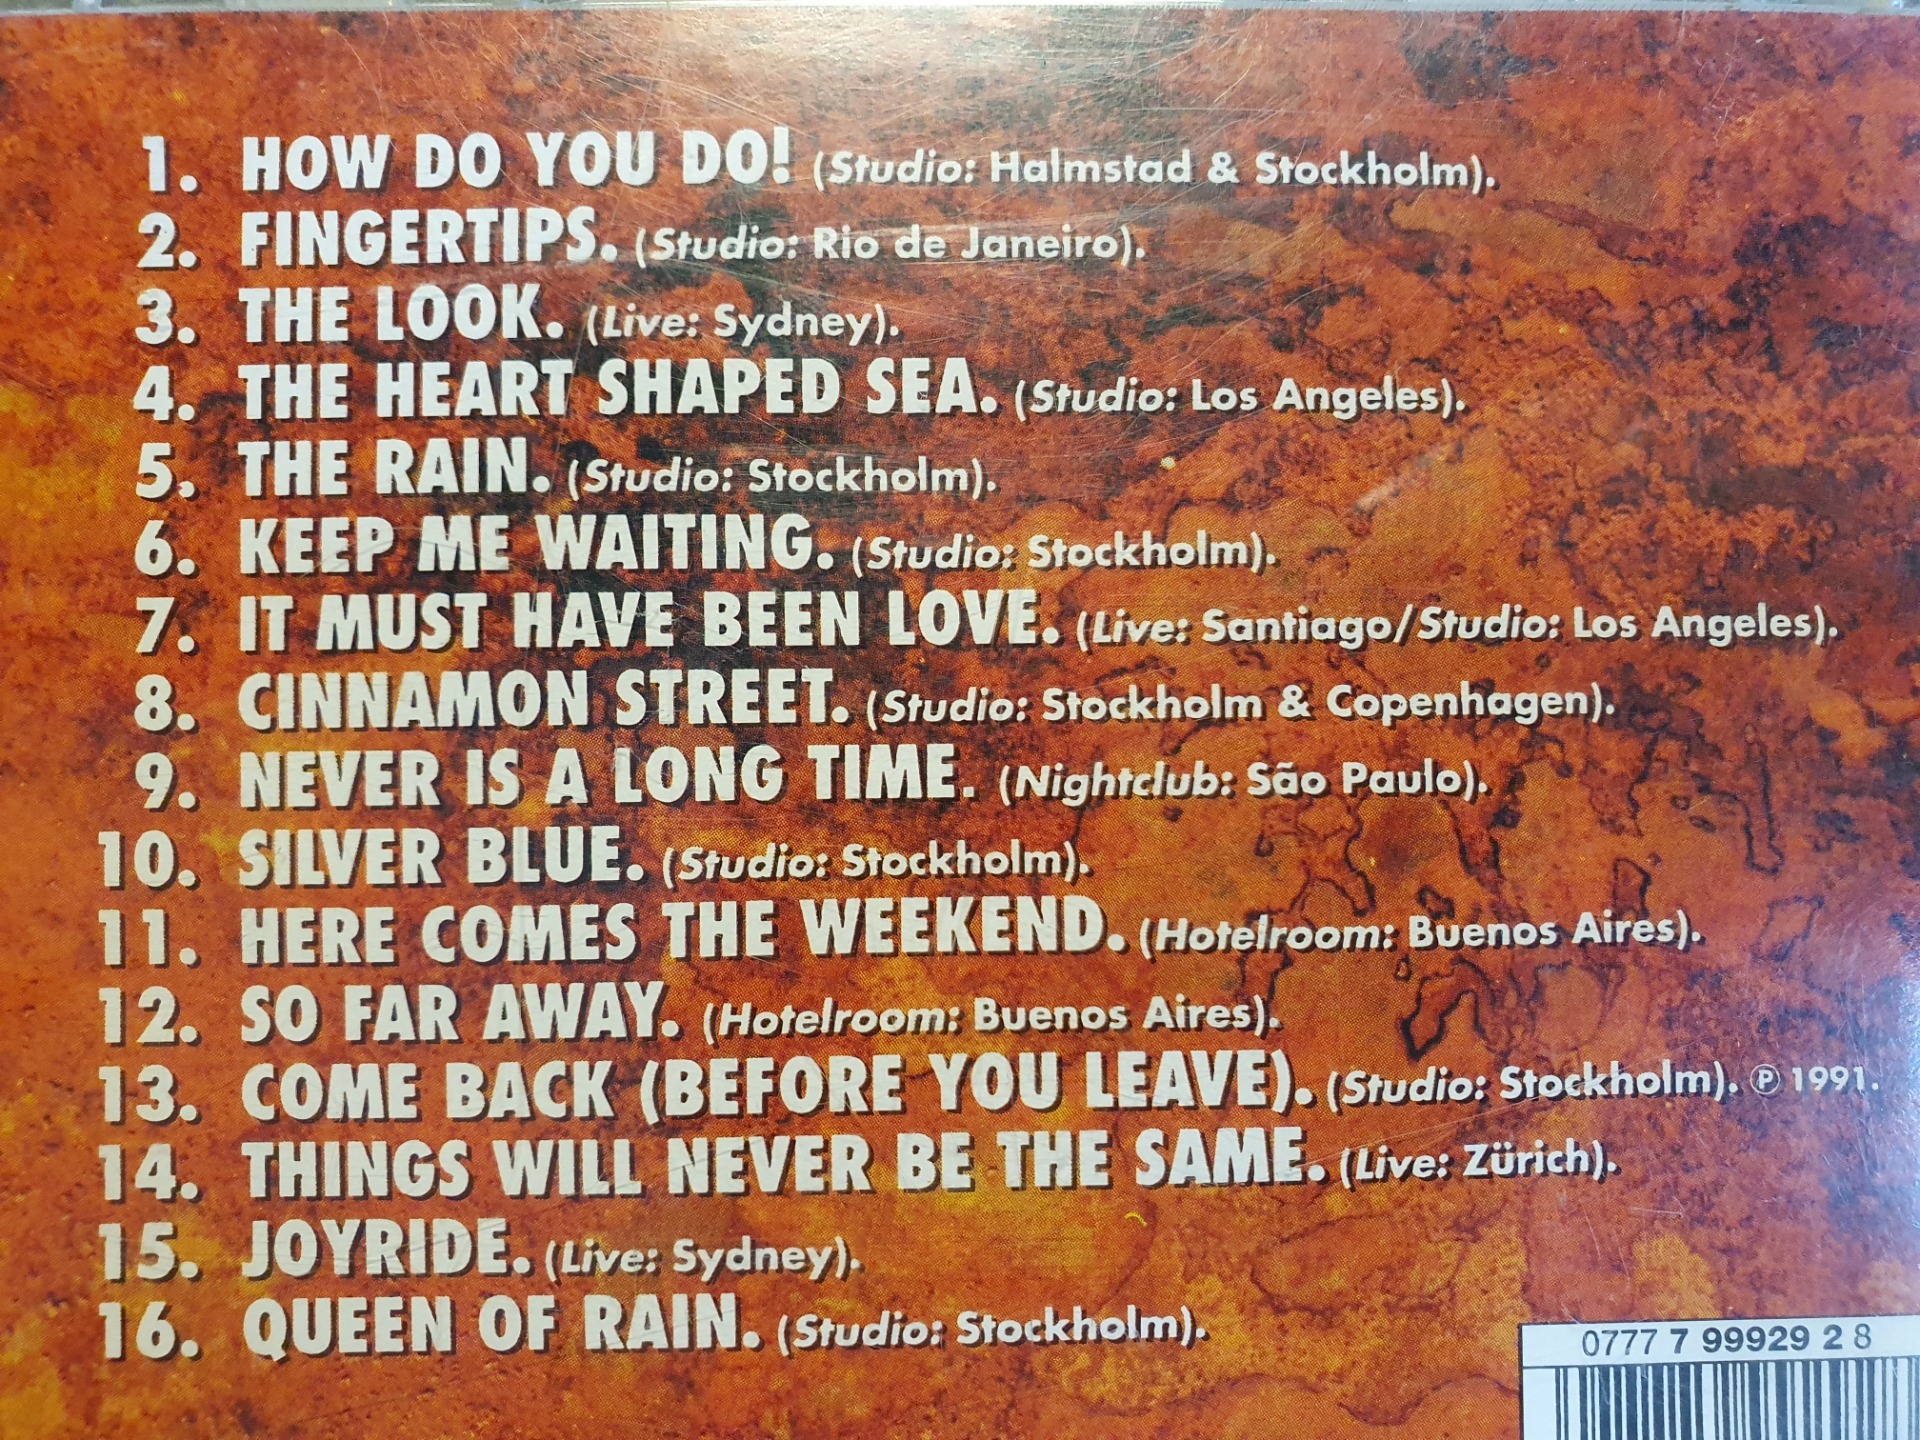 1. HOW DO YOU DO! (Studio: Halmstad & Stockholm).
2. FINGERTIPS. (Studio: Rio de Janeiro).
3. THE LOOK. (Live: Sydney).
4. THE HEART SHAPED SEA. (Studio: Los Angeles).
5. THE RAIN. (Studio: Stockholm).
6. KEEP ME WAITING. (Studio: Stockholm).
7. IT MUST HAVE BEEN LOVE. (Live: Santiago/Studio: Los Angeles).
8. CINNAMON STREET. (Studio: Stockholm & Copenhagen).
9. NEVER IS A LONG TIME. (Nightclub: São Paulo).
10. SILVER BLUE. (Studio: Stockholm).
11. HERE COMES THE WEEKEND. (Hotelroom: Buenos Aires).
12. SO FAR AWAY. (Hotelroom: Buenos Aires).
13. COME BACK (BEFORE YOU LEAVE). (Studio: Stockholm). ℗ 1991.
14. THINGS WILL NEVER BE THE SAME. (Live: Zürich).
15. JOYRIDE. (Live: Sydney).
16. QUEEN OF RAIN. (Studio: Stockholm).
0777 7 99929 2 8